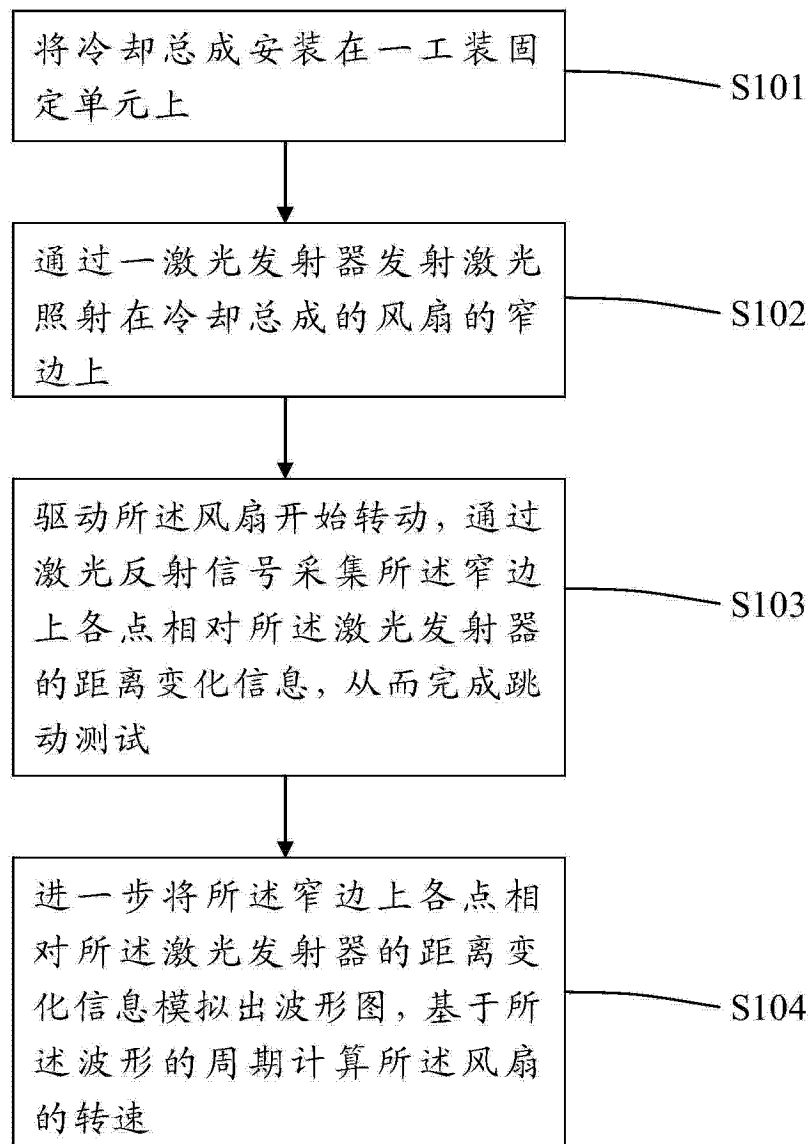 将冷却总成安装在一工装固
定单元上
S101
通过一激光发射器发射激光
照射在冷却总成的风扇的窄
边上
S102
驱动所述风扇开始转动，通过
激光反射信号采集所述窄边
上各点相对所述激光发射器
的距离变化信息，从而完成跳
动测试
S103
进一步将所述窄边上各点相
对所述激光发射器的距离变
化信息模拟出波形图，基于所
述波形的周期计算所述风扇
的转速
S104